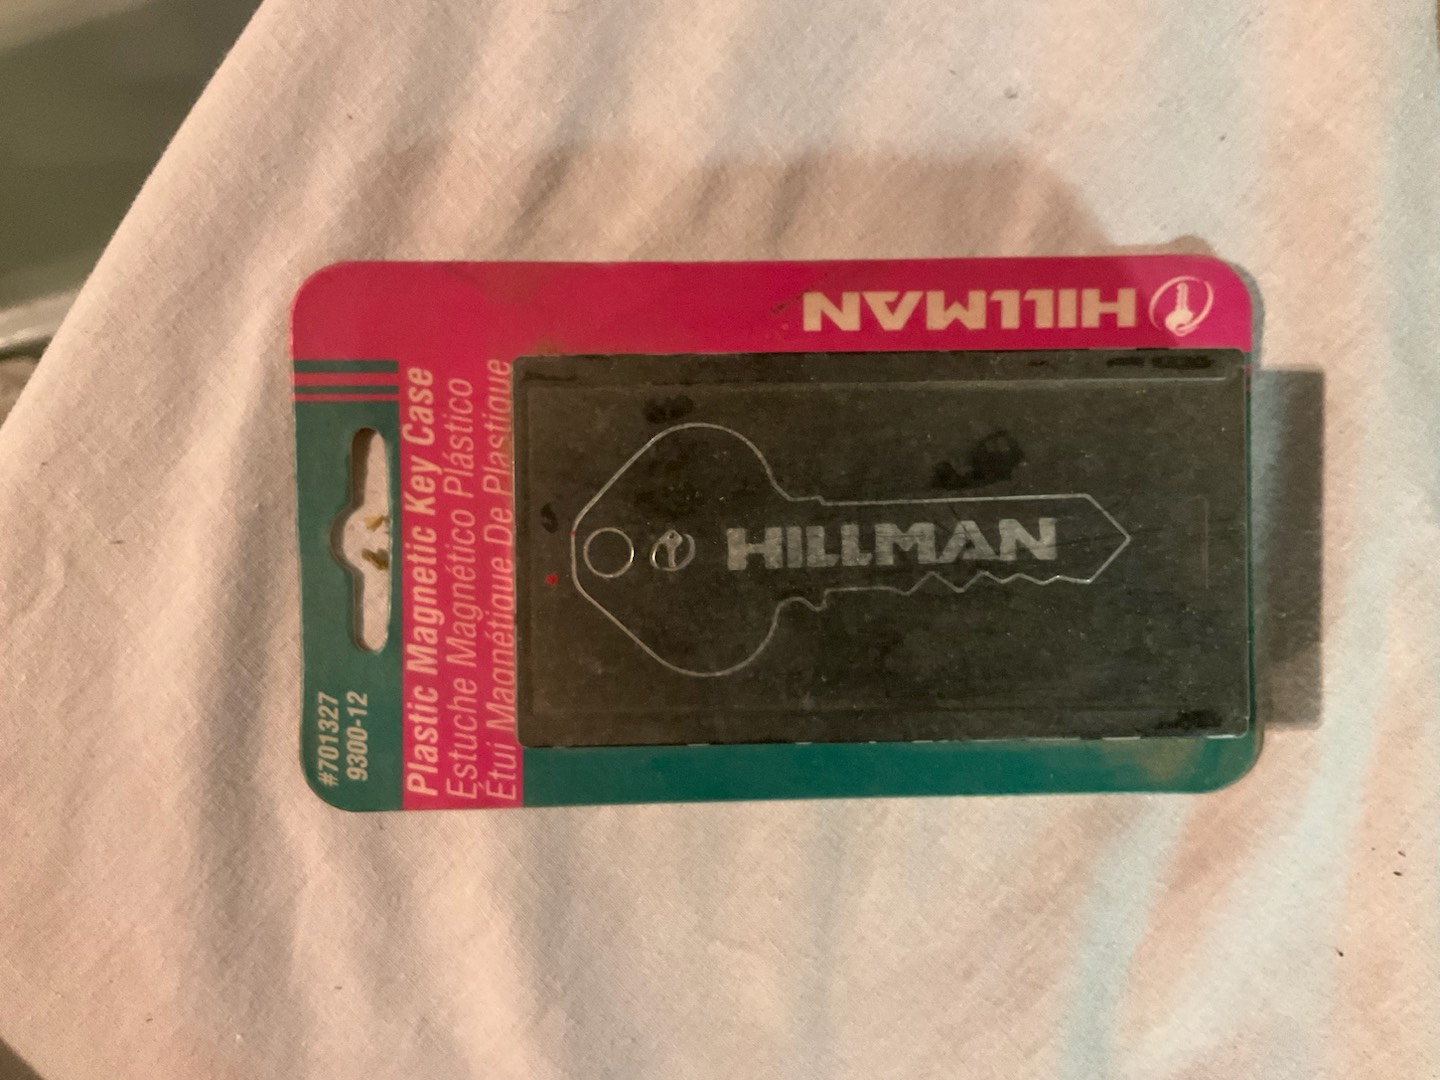 #701327
9300-12
Plastic Magnetic Key Case
Estuche Magnético Plástico
Étui Magnétique De Plastique
HILLMAN
HILLMAN